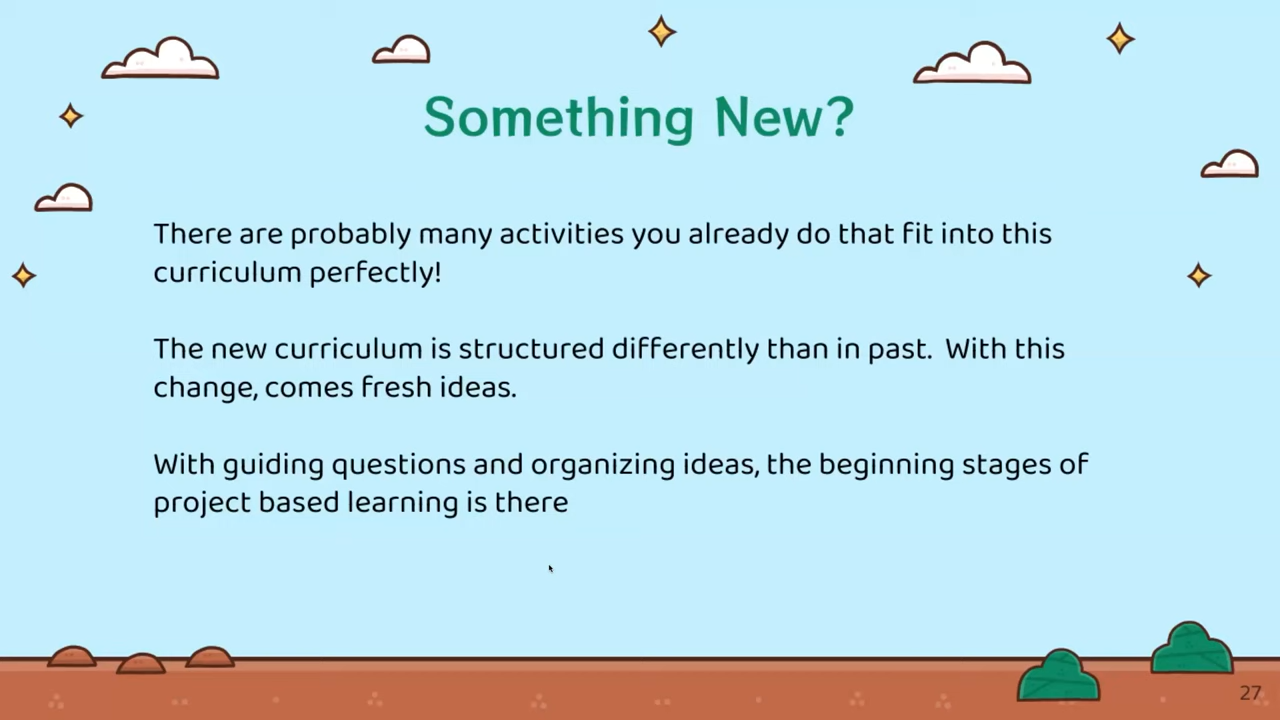 Something New?
There are probably many activities you already do that fit into this
curriculum perfectly!
The new curriculum is structured differently than in past.  With this
change, comes fresh ideas.
With guiding questions and organizing ideas, the beginning stages of
project based learning is there
27